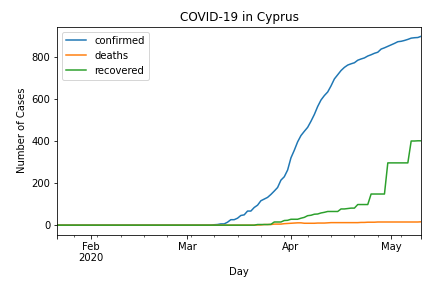 COVID-19 in Cyprus
confirmed
deaths
recovered
Number of Cases
800
600
400
200
0
Feb
2020
Mar
Apr
May
Day